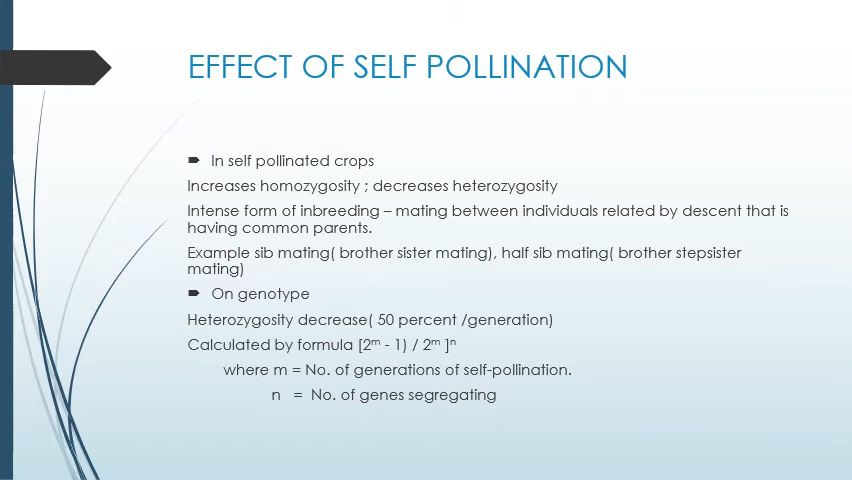 EFFECT OF SELF POLLINATION
In self pollinated crops
Increases homozygosity ; decreases heterozygosity
Intense form of inbreeding – mating between individuals related by descent that is
having common parents.
Example sib mating( brother sister mating), half sib mating( brother stepsister
mating)
On genotype
Heterozygosity decrease( 50 percent /generation)
Calculated by formula [2ᵐ - 1) / 2ᵐ ]ⁿ
where m = No. of generations of self-pollination.
n = No. of genes segregating